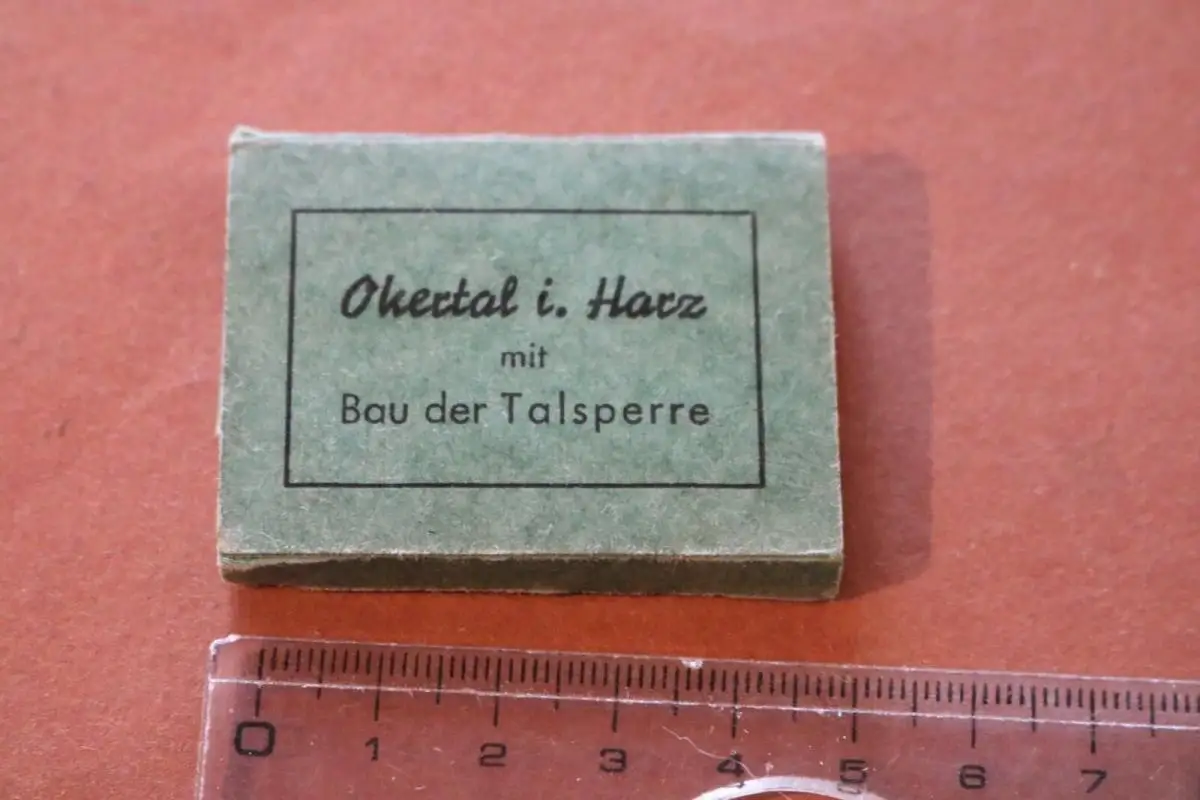 Okertal i. Harz
mit
Bau der Talsperre
0 1 2 3 4 5 6 7